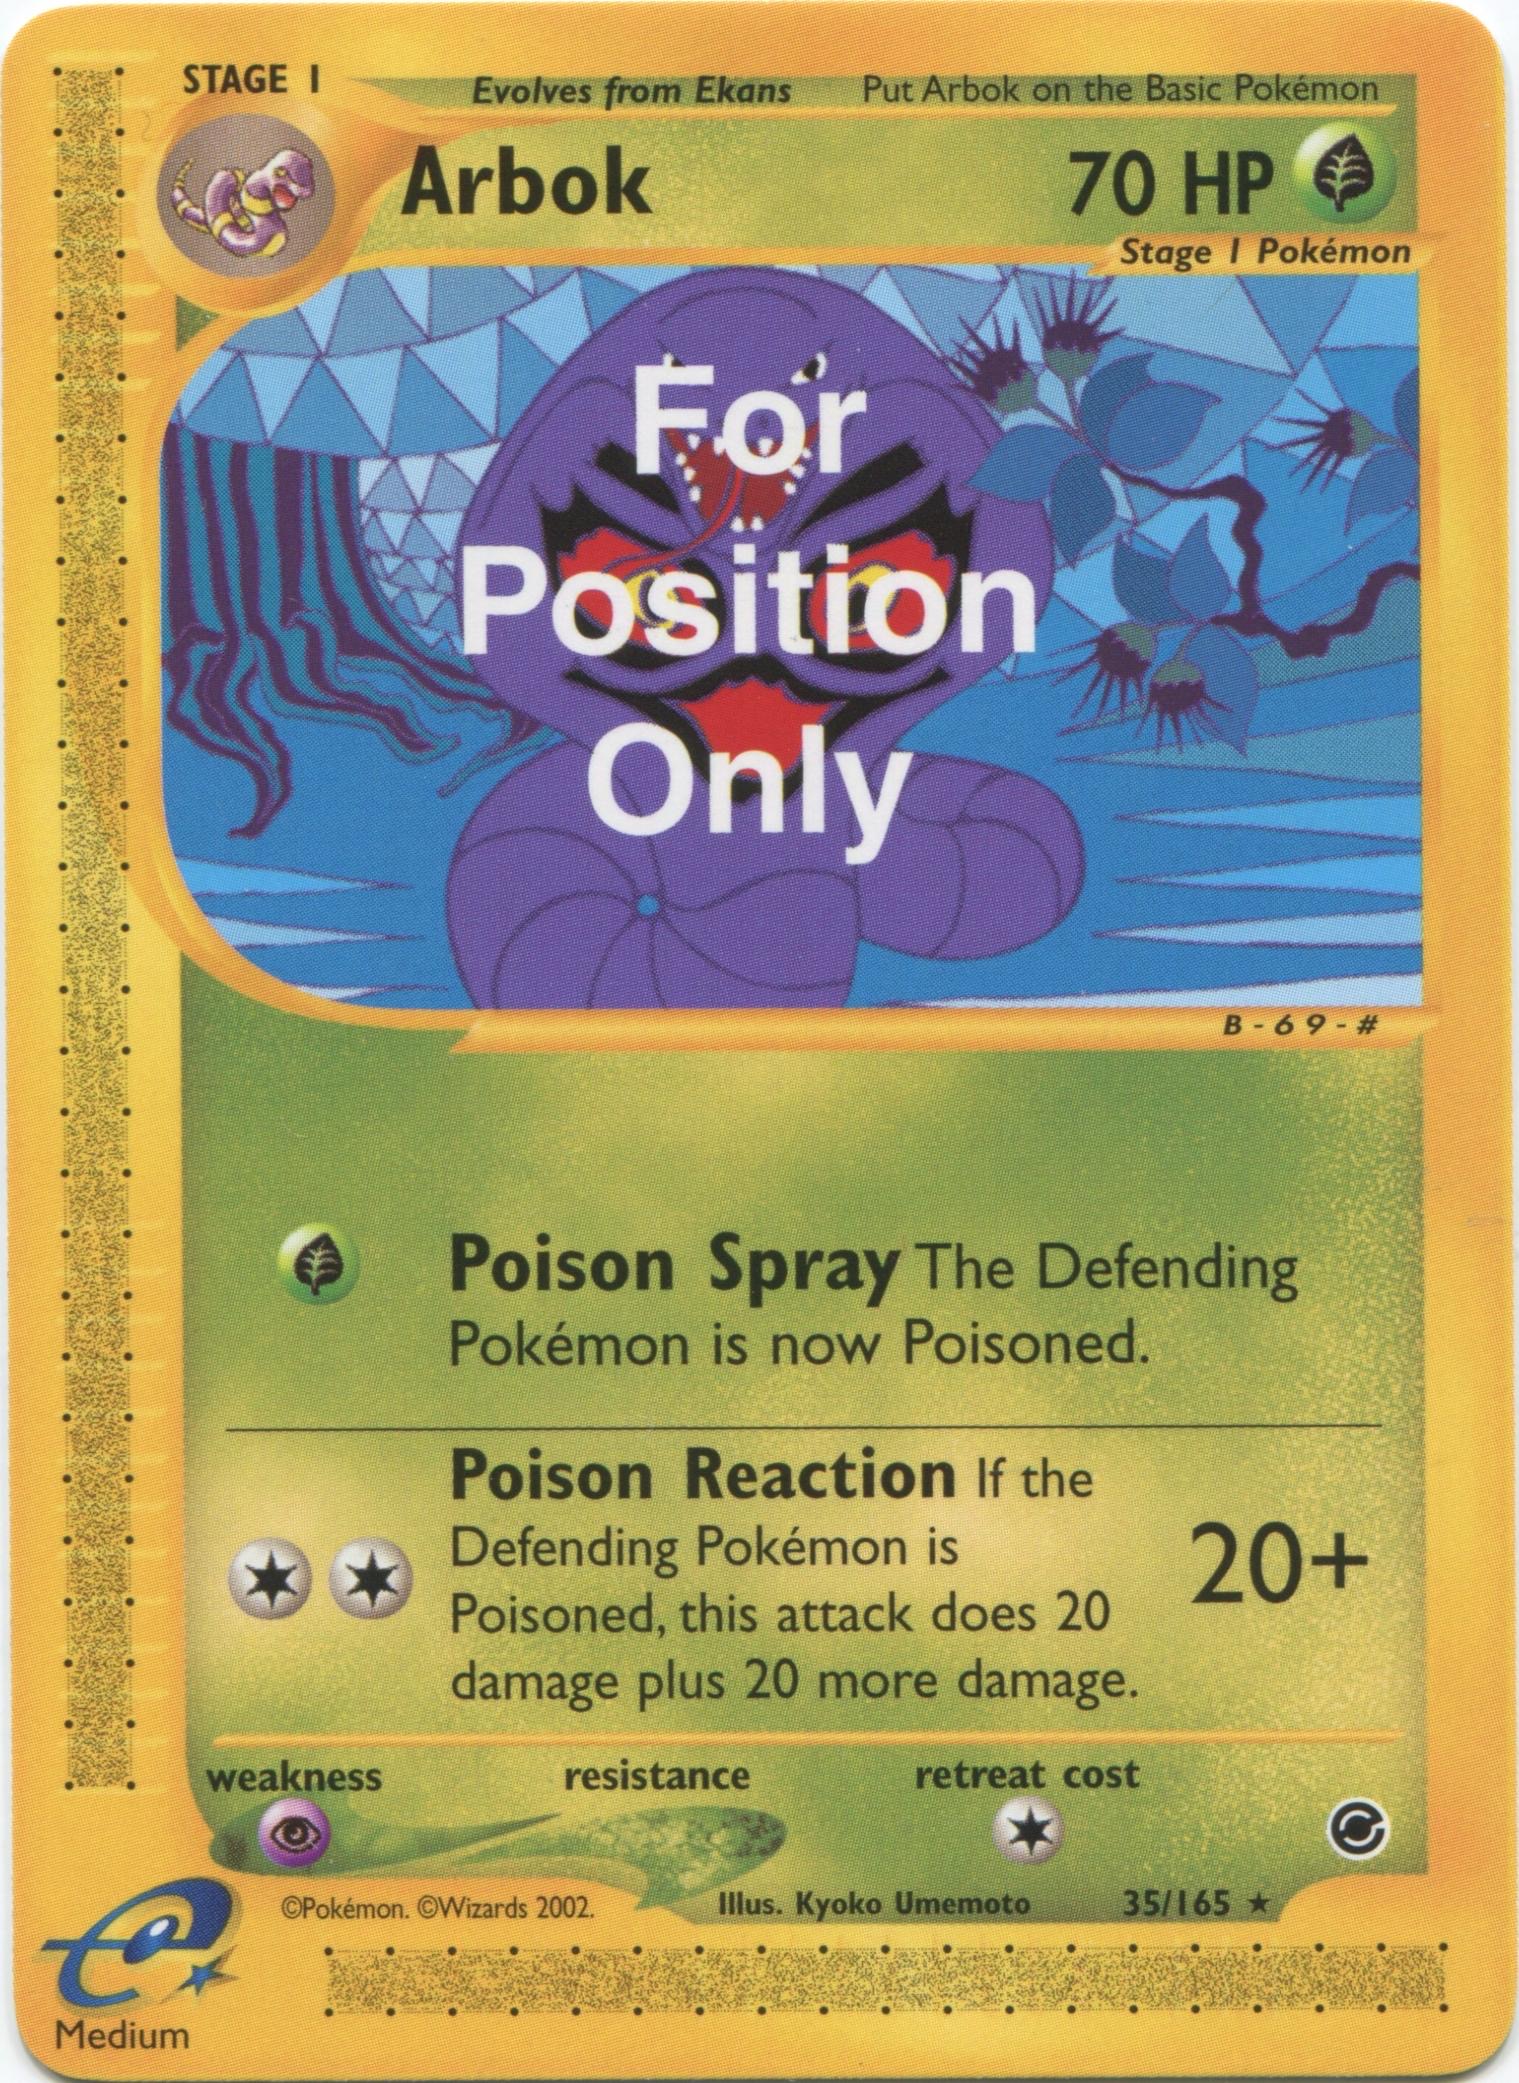 STAGE 1
Evolves from Ekans Put Arbok on the Basic Pokémon
Arbok 70 HP
Stage 1 Pokémon
For
Position
Only
B-69-#
Poison Spray The Defending
Pokémon is now Poisoned.
Poison Reaction If the
Defending Pokémon is
Poisoned, this attack does 20
damage plus 20 more damage.
20+
weakness resistance retreat cost
©Pokémon. ©Wizards 2002. Illus. Kyoko Umemoto 35/165 ★
e
Medium